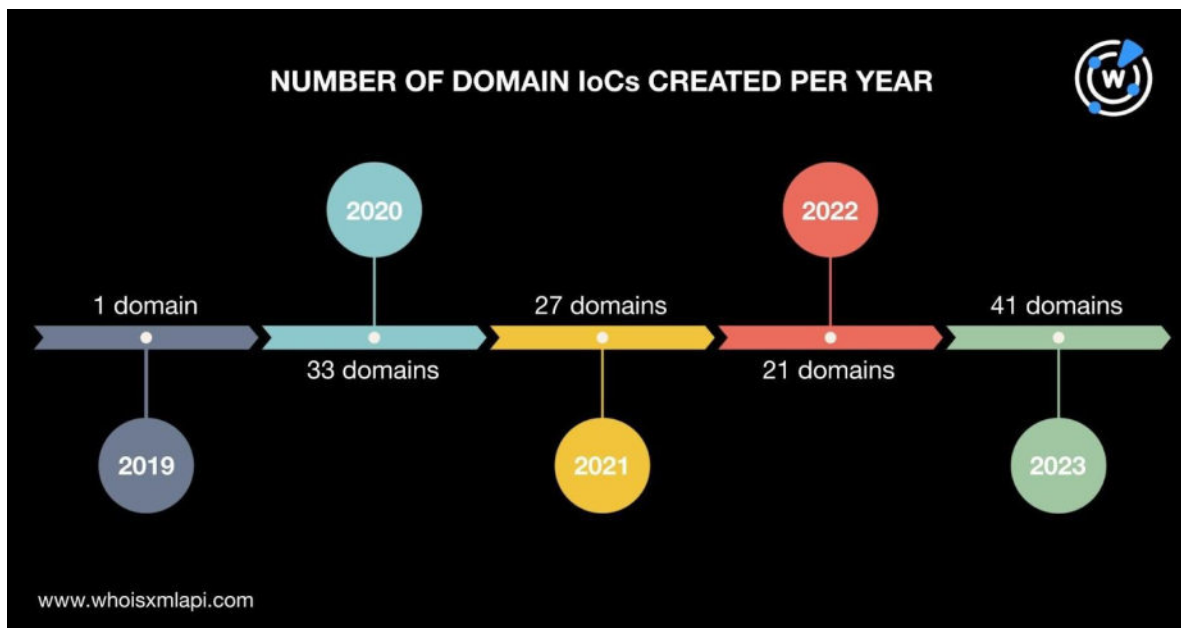 NUMBER OF DOMAIN IoCs CREATED PER YEAR
W
2020
2022
1 domain
27 domains
41 domains
33 domains
21 domains
2019
2021
2023
www.whoisxmlapi.com